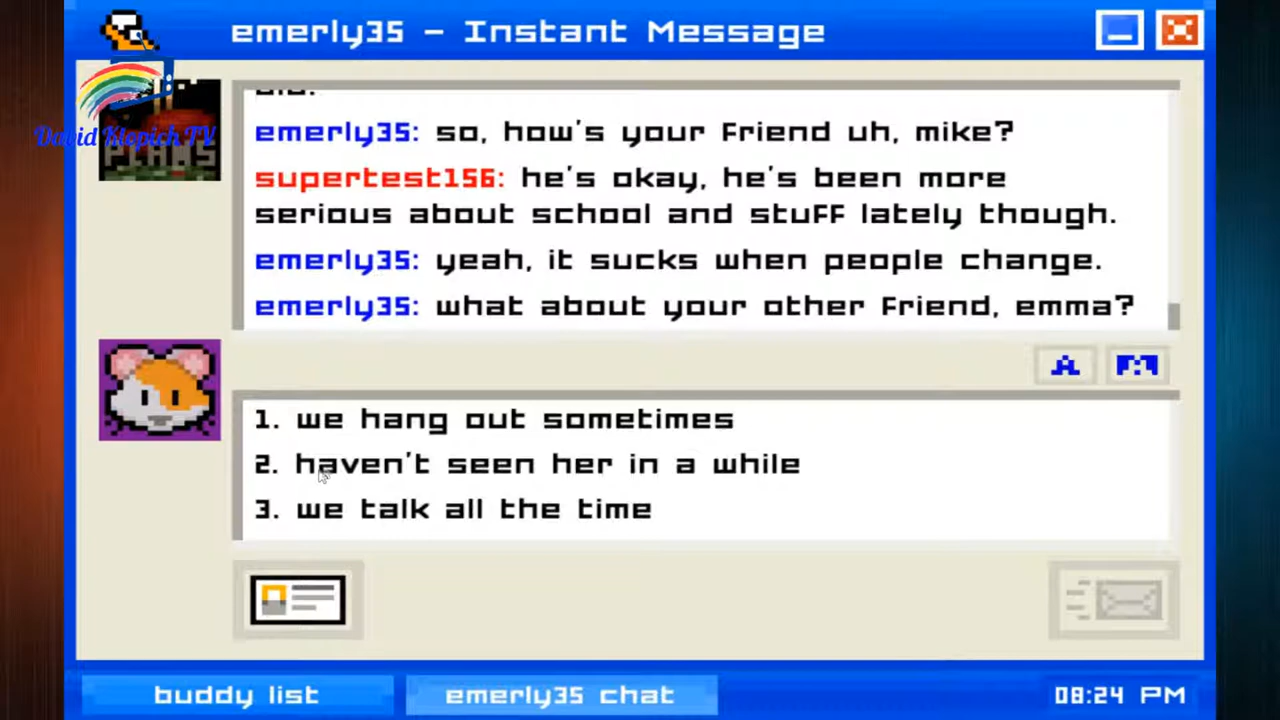 emerly35 - Instant Message
David Klopich TV
emerly35: so, how's your friend uh, mike?
supertest156: he's okay, he's been more
serious about school and stuff lately though.
emerly35: yeah, it sucks when people change.
emerly35: what about your other friend, emma?
A
1. we hang out sometimes
2. haven't seen her in a while
3. we talk all the time
buddy list
emerly35 chat
08:24 PM